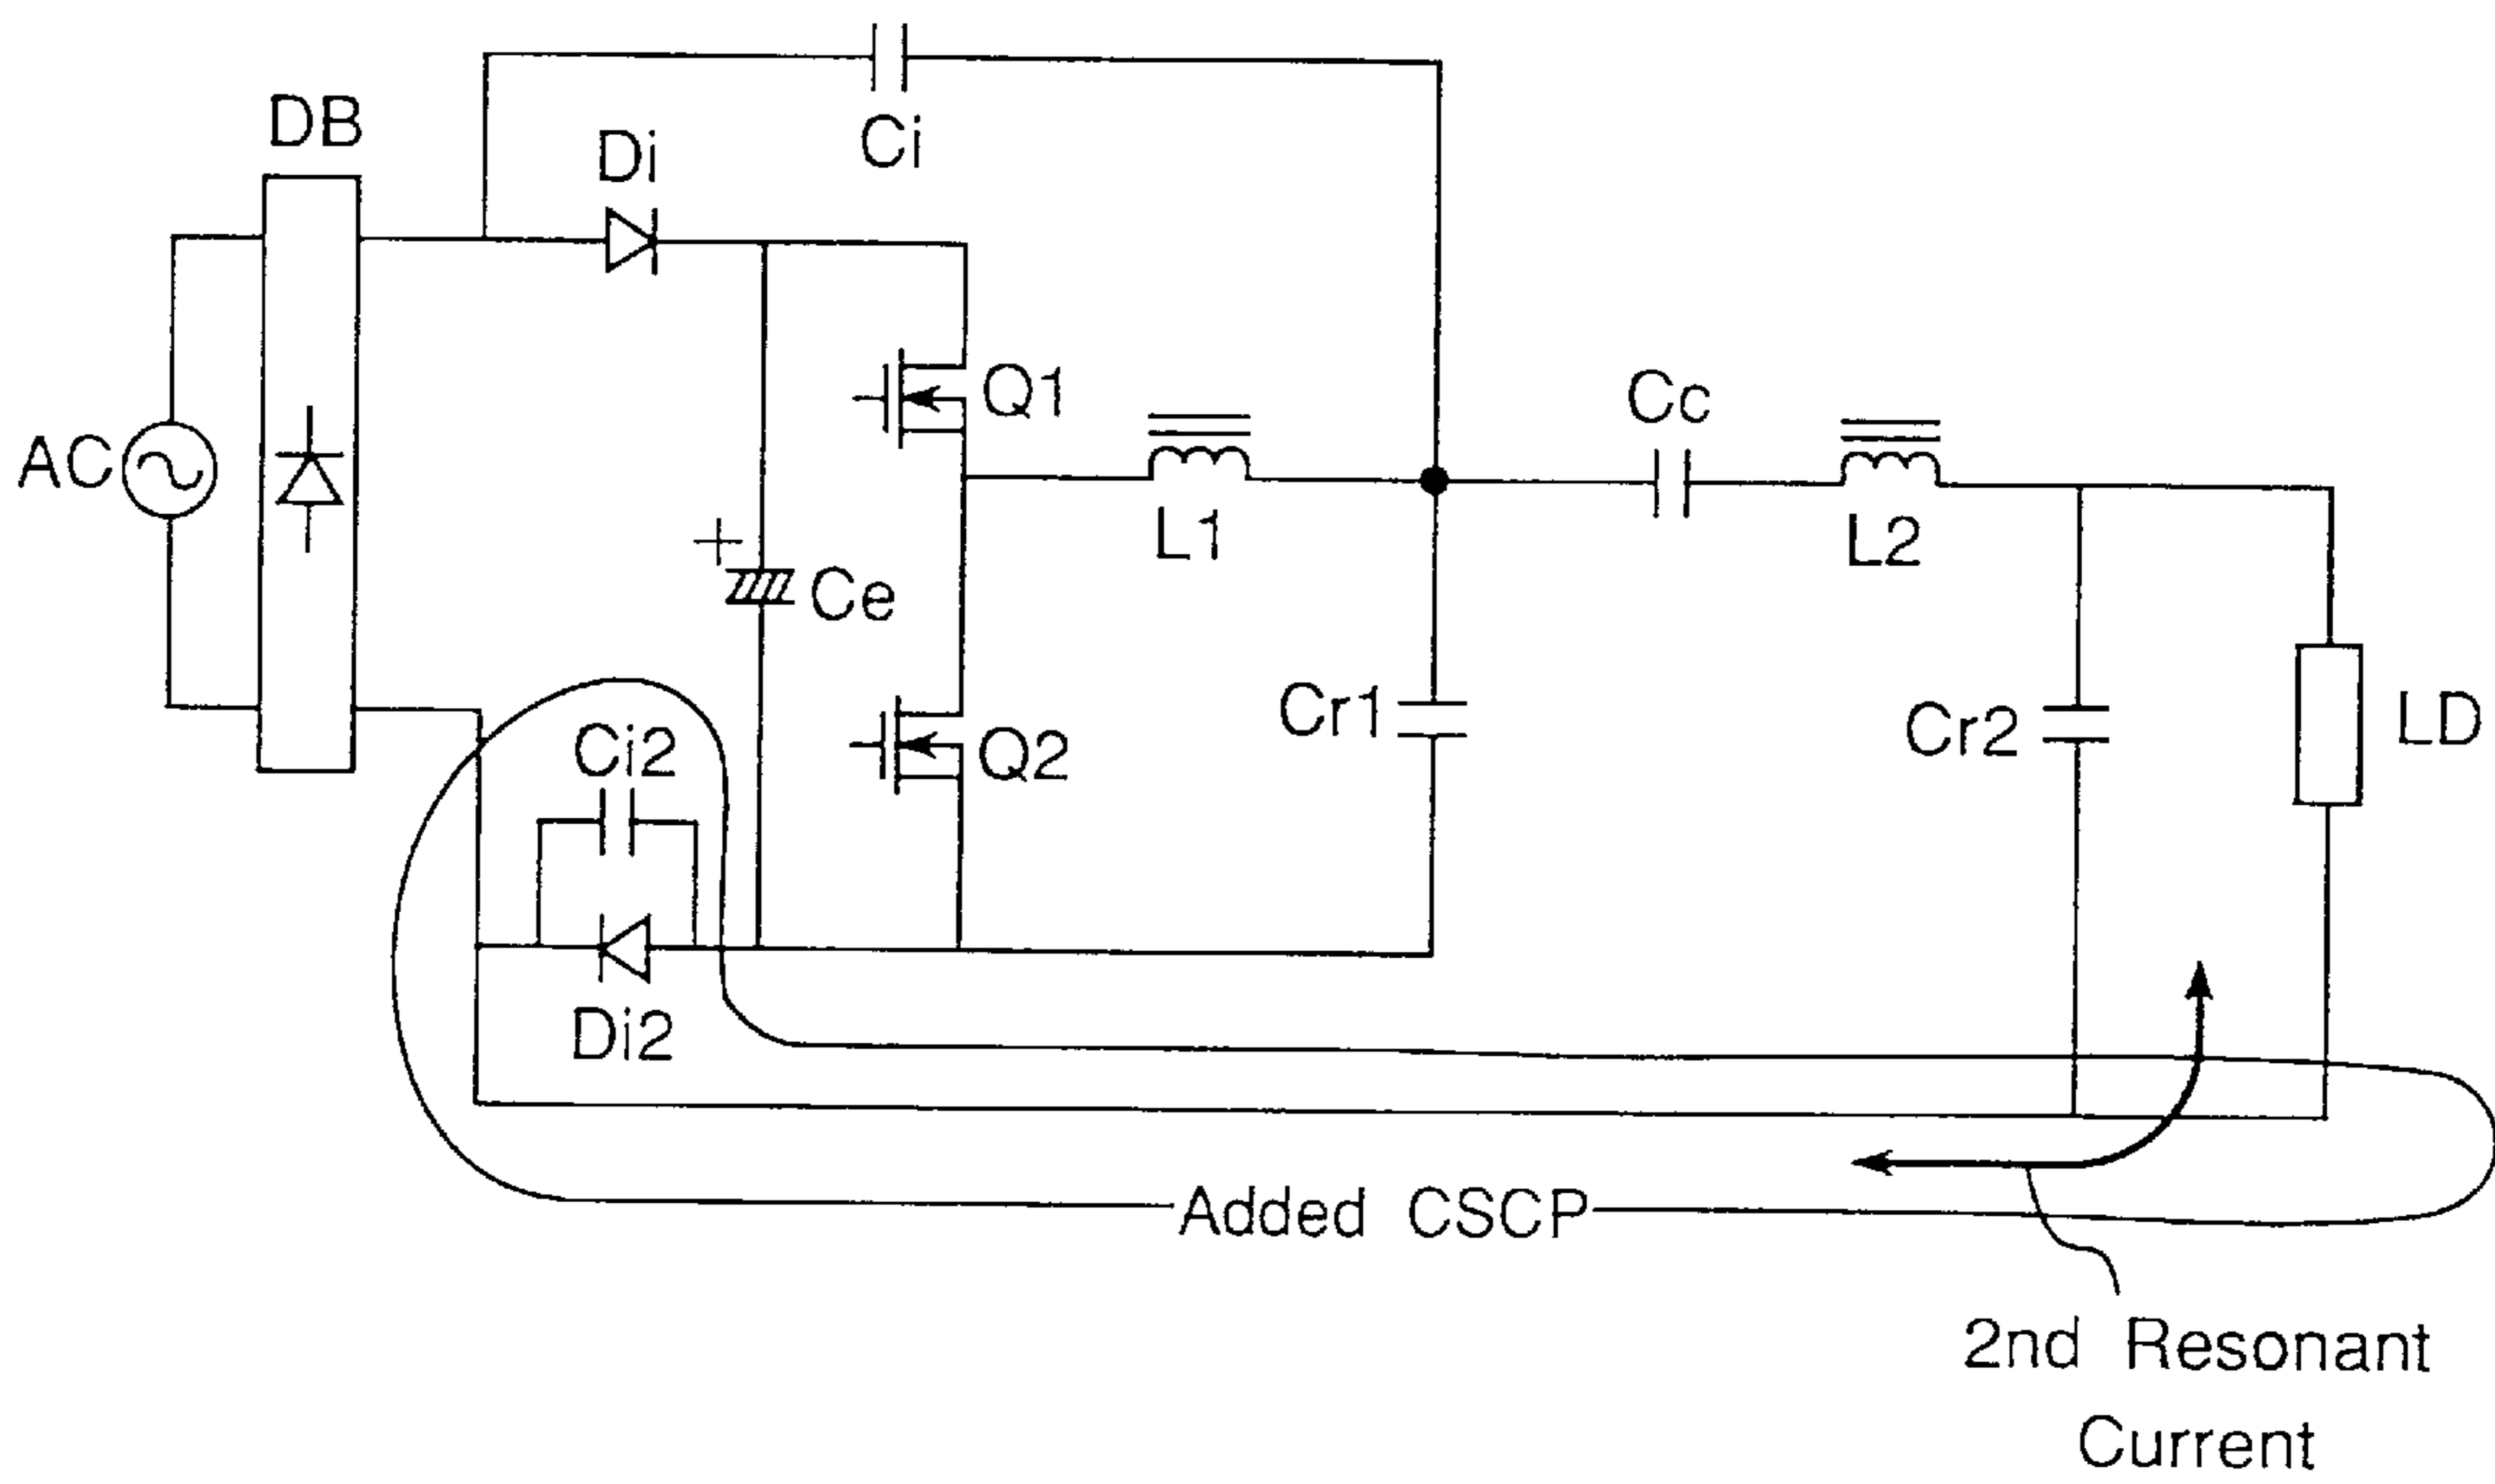 DB
Di
Ci
AC
Q1
L1
Cc
L2
+
Ce
Ci2
Q2
Cr1
Cr2
LD
Di2
Added CSCP
2nd Resonant
Current